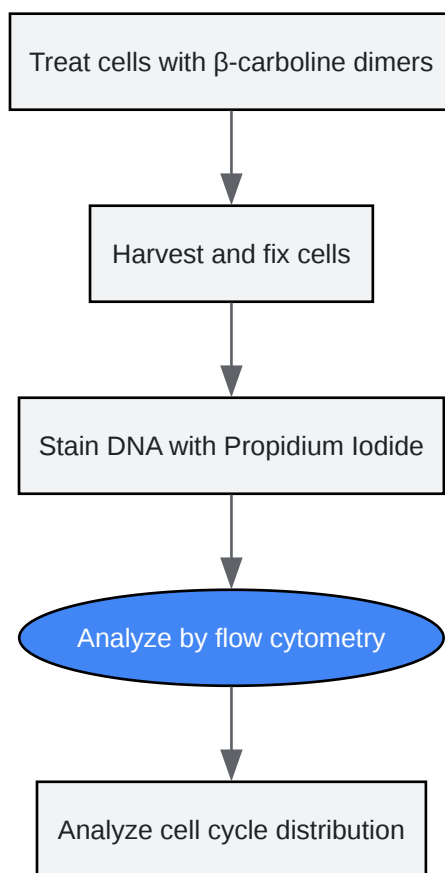 Treat cells with β-carboline dimers
Harvest and fix cells
Stain DNA with Propidium Iodide
Analyze by flow cytometry
Analyze cell cycle distribution